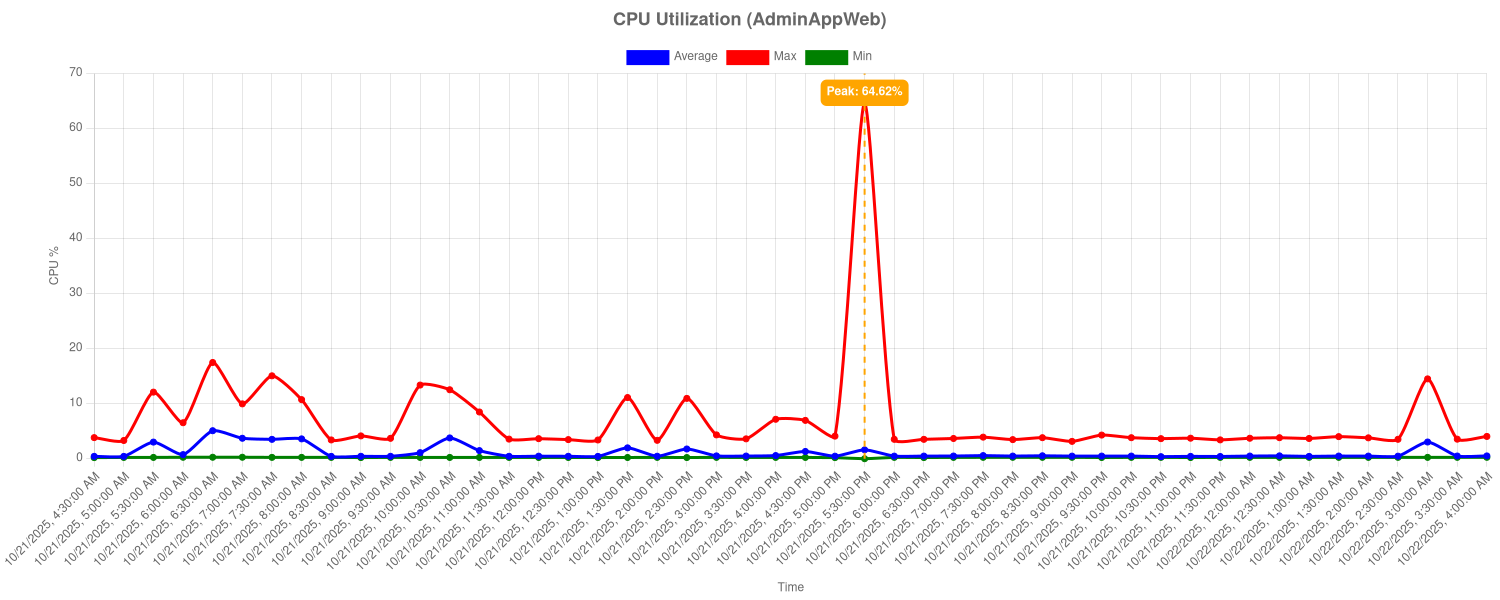 CPU Utilization (AdminAppWeb)
Average Max Min
Peak: 64.62%
70
60
50
40
30
20
10
0
CPU %
10/21/2025, 4:30:00 AM
10/21/2025, 5:00:00 AM
10/21/2025, 5:30:00 AM
10/21/2025, 6:00:00 AM
10/21/2025, 6:30:00 AM
10/21/2025, 7:00:00 AM
10/21/2025, 7:30:00 AM
10/21/2025, 8:00:00 AM
10/21/2025, 8:30:00 AM
10/21/2025, 9:00:00 AM
10/21/2025, 9:30:00 AM
10/21/2025, 10:00:00 AM
10/21/2025, 10:30:00 AM
10/21/2025, 11:00:00 AM
10/21/2025, 11:30:00 AM
10/21/2025, 12:00:00 PM
10/21/2025, 12:30:00 PM
10/21/2025, 1:00:00 PM
10/21/2025, 1:30:00 PM
10/21/2025, 2:00:00 PM
10/21/2025, 2:30:00 PM
10/21/2025, 3:00:00 PM
10/21/2025, 3:30:00 PM
10/21/2025, 4:00:00 PM
10/21/2025, 4:30:00 PM
10/21/2025, 5:00:00 PM
10/21/2025, 5:30:00 PM
10/21/2025, 6:00:00 PM
10/21/2025, 6:30:00 PM
10/21/2025, 7:00:00 PM
10/21/2025, 7:30:00 PM
10/21/2025, 8:00:00 PM
10/21/2025, 8:30:00 PM
10/21/2025, 9:00:00 PM
10/21/2025, 9:30:00 PM
10/21/2025, 10:00:00 PM
10/21/2025, 10:30:00 PM
10/21/2025, 11:00:00 PM
10/21/2025, 11:30:00 PM
10/22/2025, 12:00:00 AM
10/22/2025, 12:30:00 AM
10/22/2025, 1:00:00 AM
10/22/2025, 1:30:00 AM
10/22/2025, 2:00:00 AM
10/22/2025, 2:30:00 AM
10/22/2025, 3:00:00 AM
10/22/2025, 3:30:00 AM
10/22/2025, 4:00:00 AM
Time